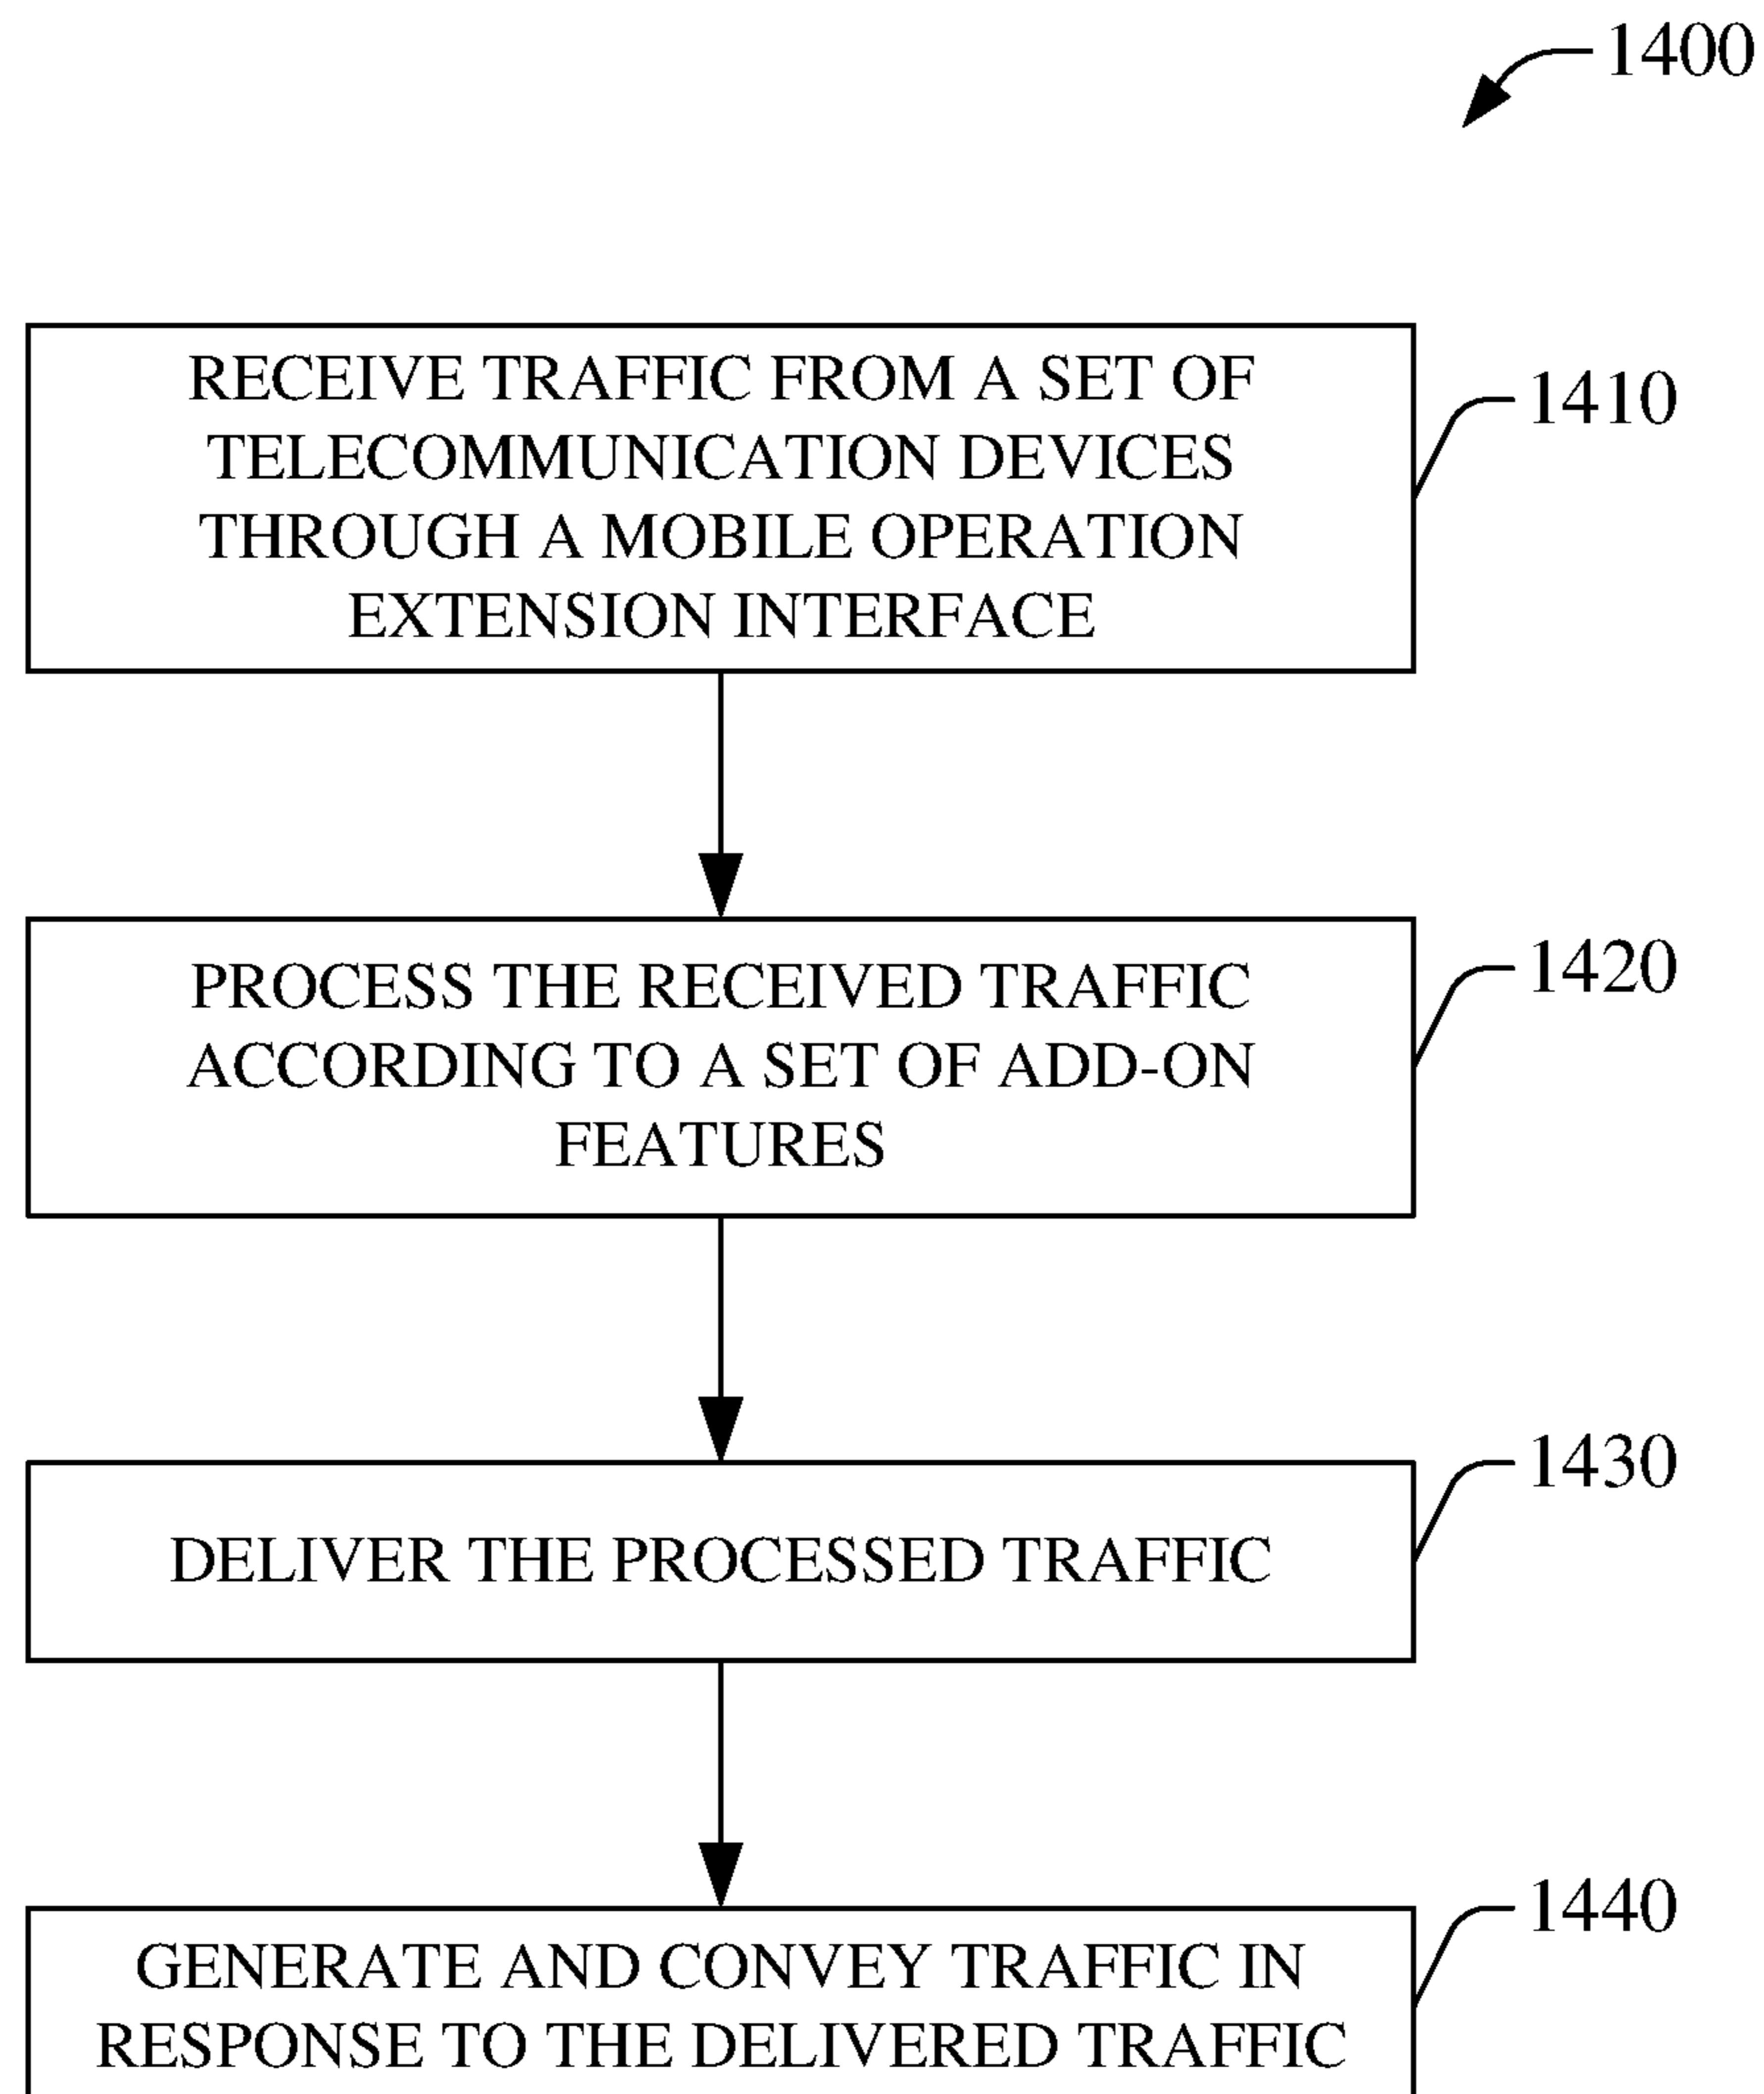 1400
RECEIVE TRAFFIC FROM A SET OF
TELECOMMUNICATION DEVICES
THROUGH A MOBILE OPERATION
EXTENSION INTERFACE
1410
PROCESS THE RECEIVED TRAFFIC
ACCORDING TO A SET OF ADD-ON
FEATURES
1420
DELIVER THE PROCESSED TRAFFIC
1430
GENERATE AND CONVEY TRAFFIC IN
RESPONSE TO THE DELIVERED TRAFFIC
1440